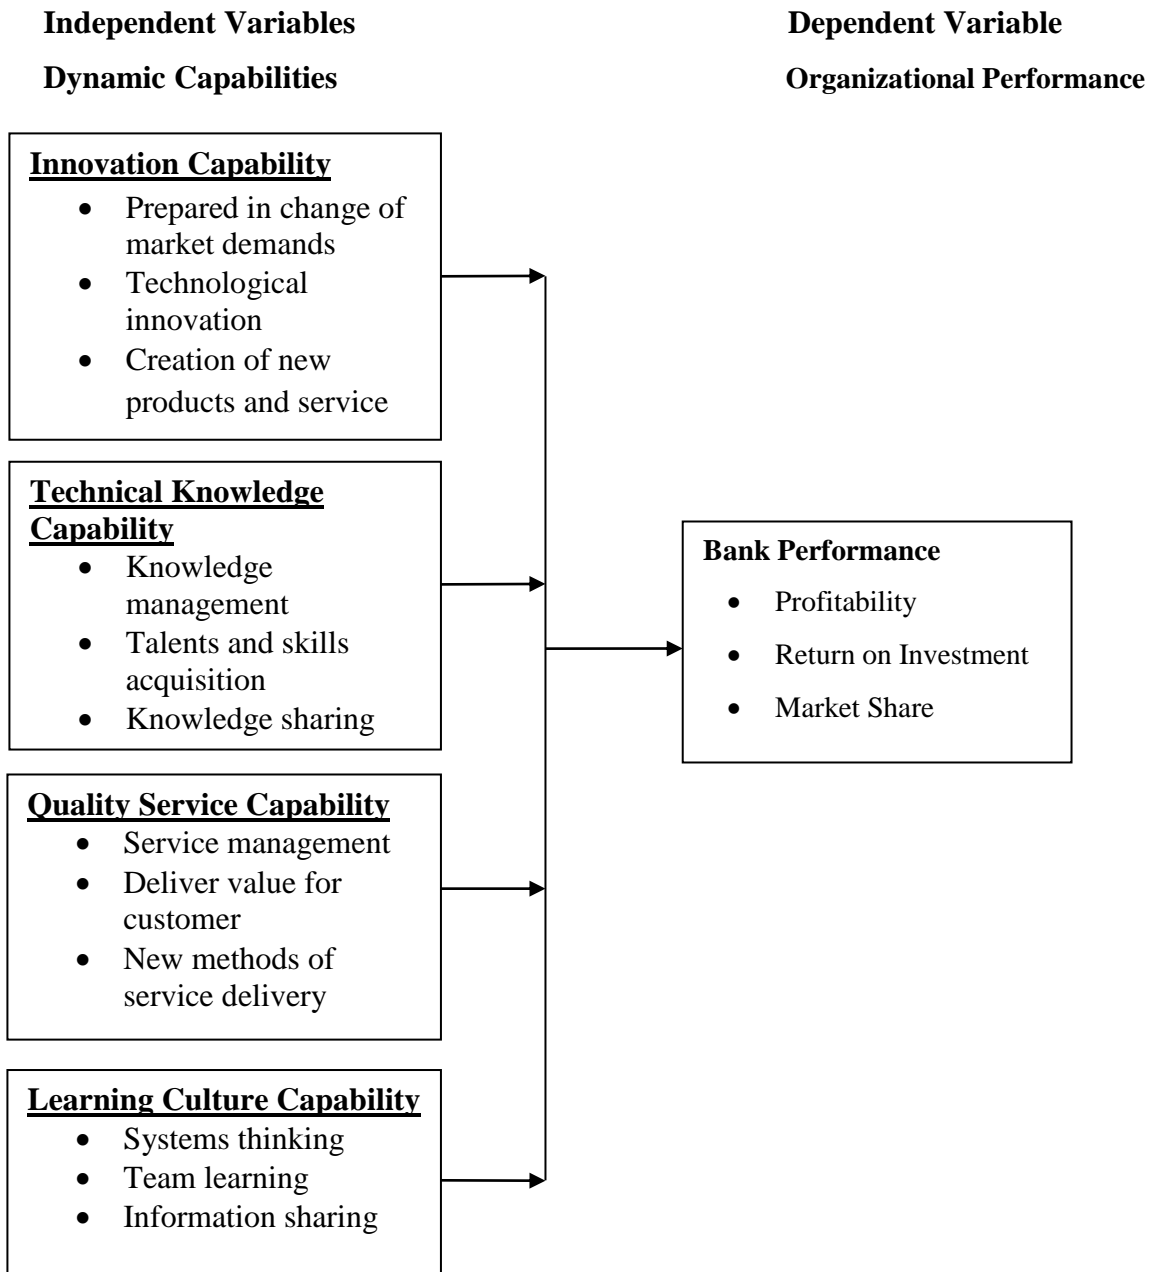 Independent Variables
Dependent Variable
Dynamic Capabilities
Organizational Performance
Innovation Capability
• Prepared in change of
market demands
• Technological
innovation
• Creation of new
products and service
Technical Knowledge
Capability
• Knowledge
management
• Talents and skills
acquisition
• Knowledge sharing
Quality Service Capability
• Service management
• Deliver value for
customer
• New methods of
service delivery
Learning Culture Capability
• Systems thinking
• Team learning
• Information sharing
Bank Performance
• Profitability
• Return on Investment
• Market Share